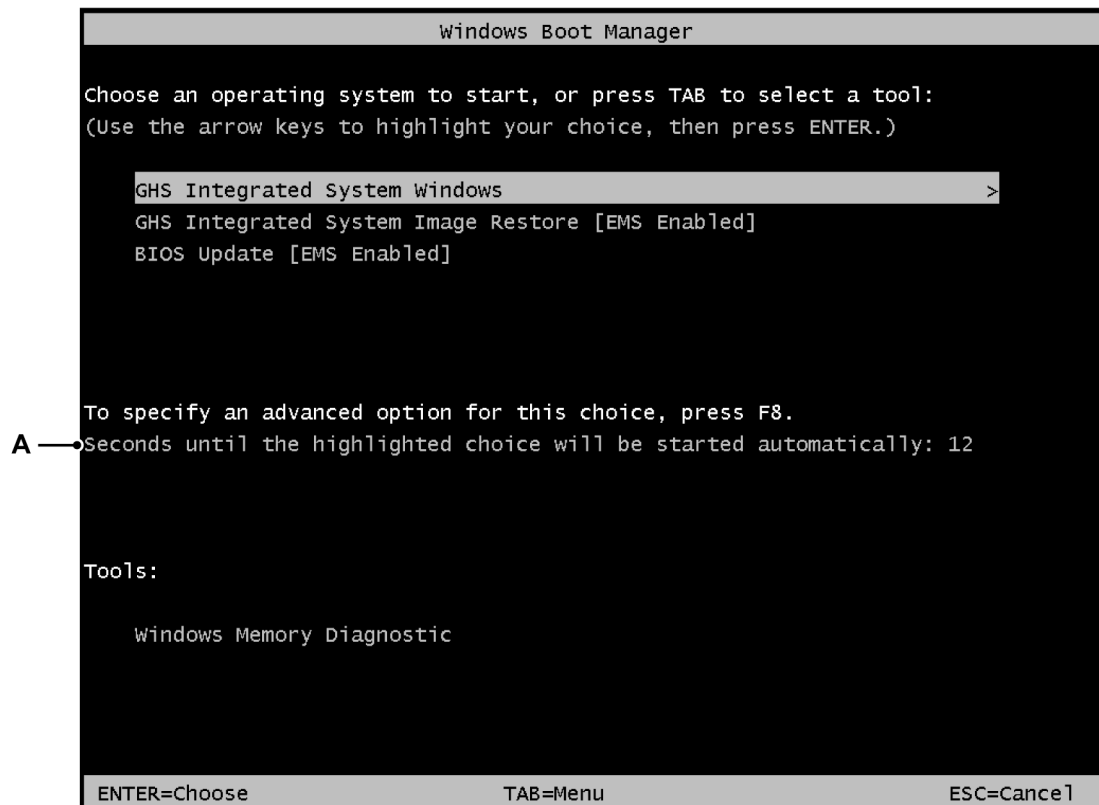 Windows Boot Manager
Choose an operating system to start, or press TAB to select a tool:
(Use the arrow keys to highlight your choice, then press ENTER.)
GHS Integrated System Windows >
GHS Integrated System Image Restore [EMS Enabled]
BIOS Update [EMS Enabled]
To specify an advanced option for this choice, press F8.
A Seconds until the highlighted choice will be started automatically: 12
Tools:
Windows Memory Diagnostic
ENTER=Choose TAB=Menu ESC=Cancel